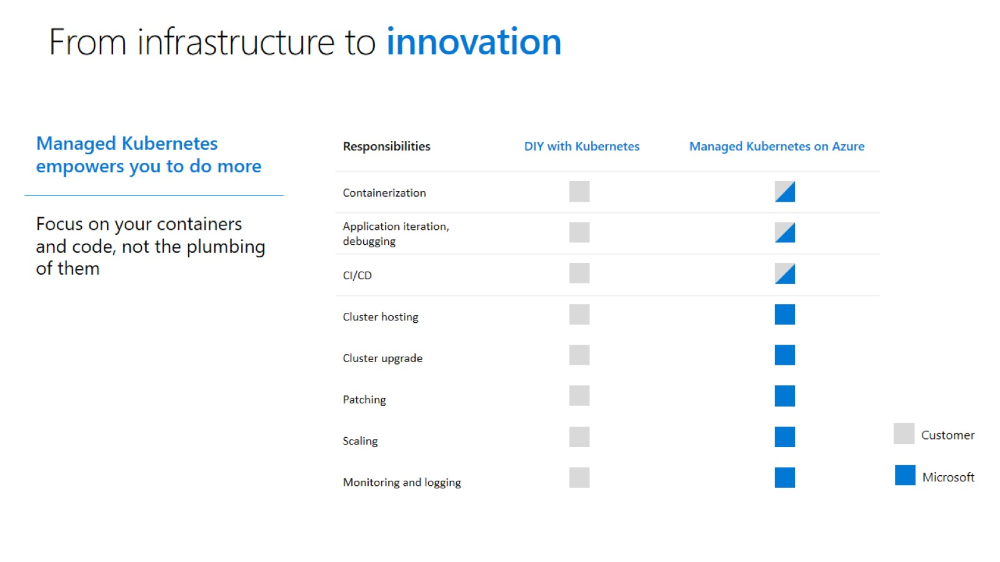 From infrastructure to innovation
Managed Kubernetes
empowers you to do more
Focus on your containers
and code, not the plumbing
of them
Responsibilities DIY with Kubernetes Managed Kubernetes on Azure
Containerization
Application iteration,
debugging
CI/CD
Cluster hosting
Cluster upgrade
Patching
Scaling
Monitoring and logging
Customer
Microsoft